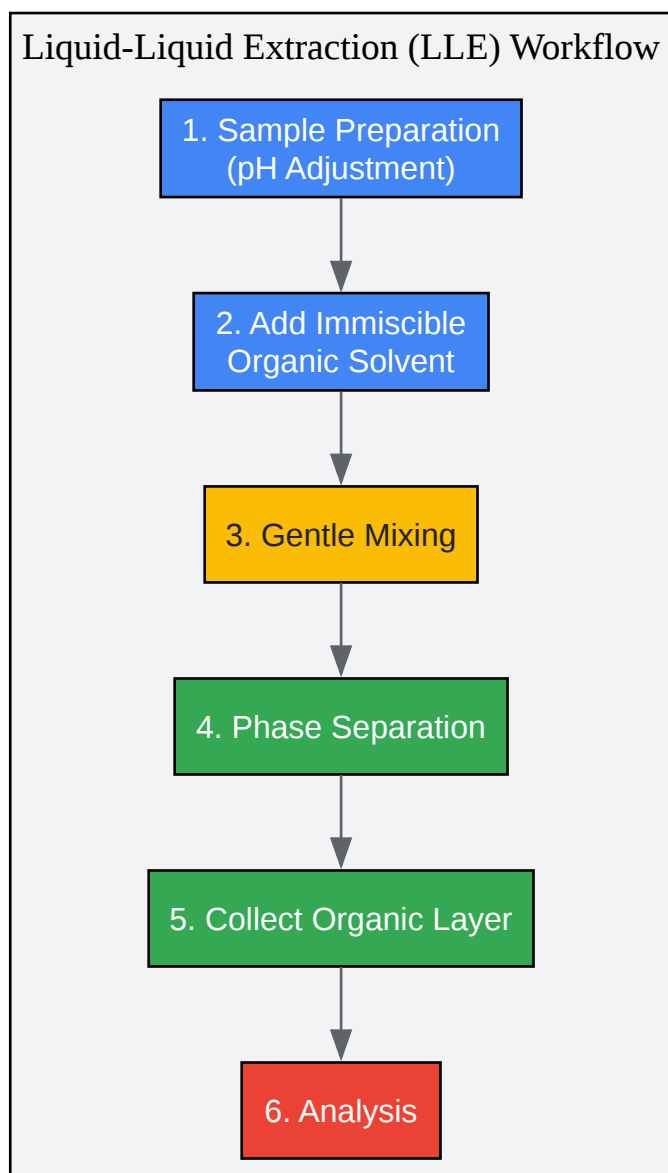 Liquid-Liquid Extraction (LLE) Workflow
1. Sample Preparation
(pH Adjustment)
2. Add Immiscible
Organic Solvent
3. Gentle Mixing
4. Phase Separation
5. Collect Organic Layer
6. Analysis